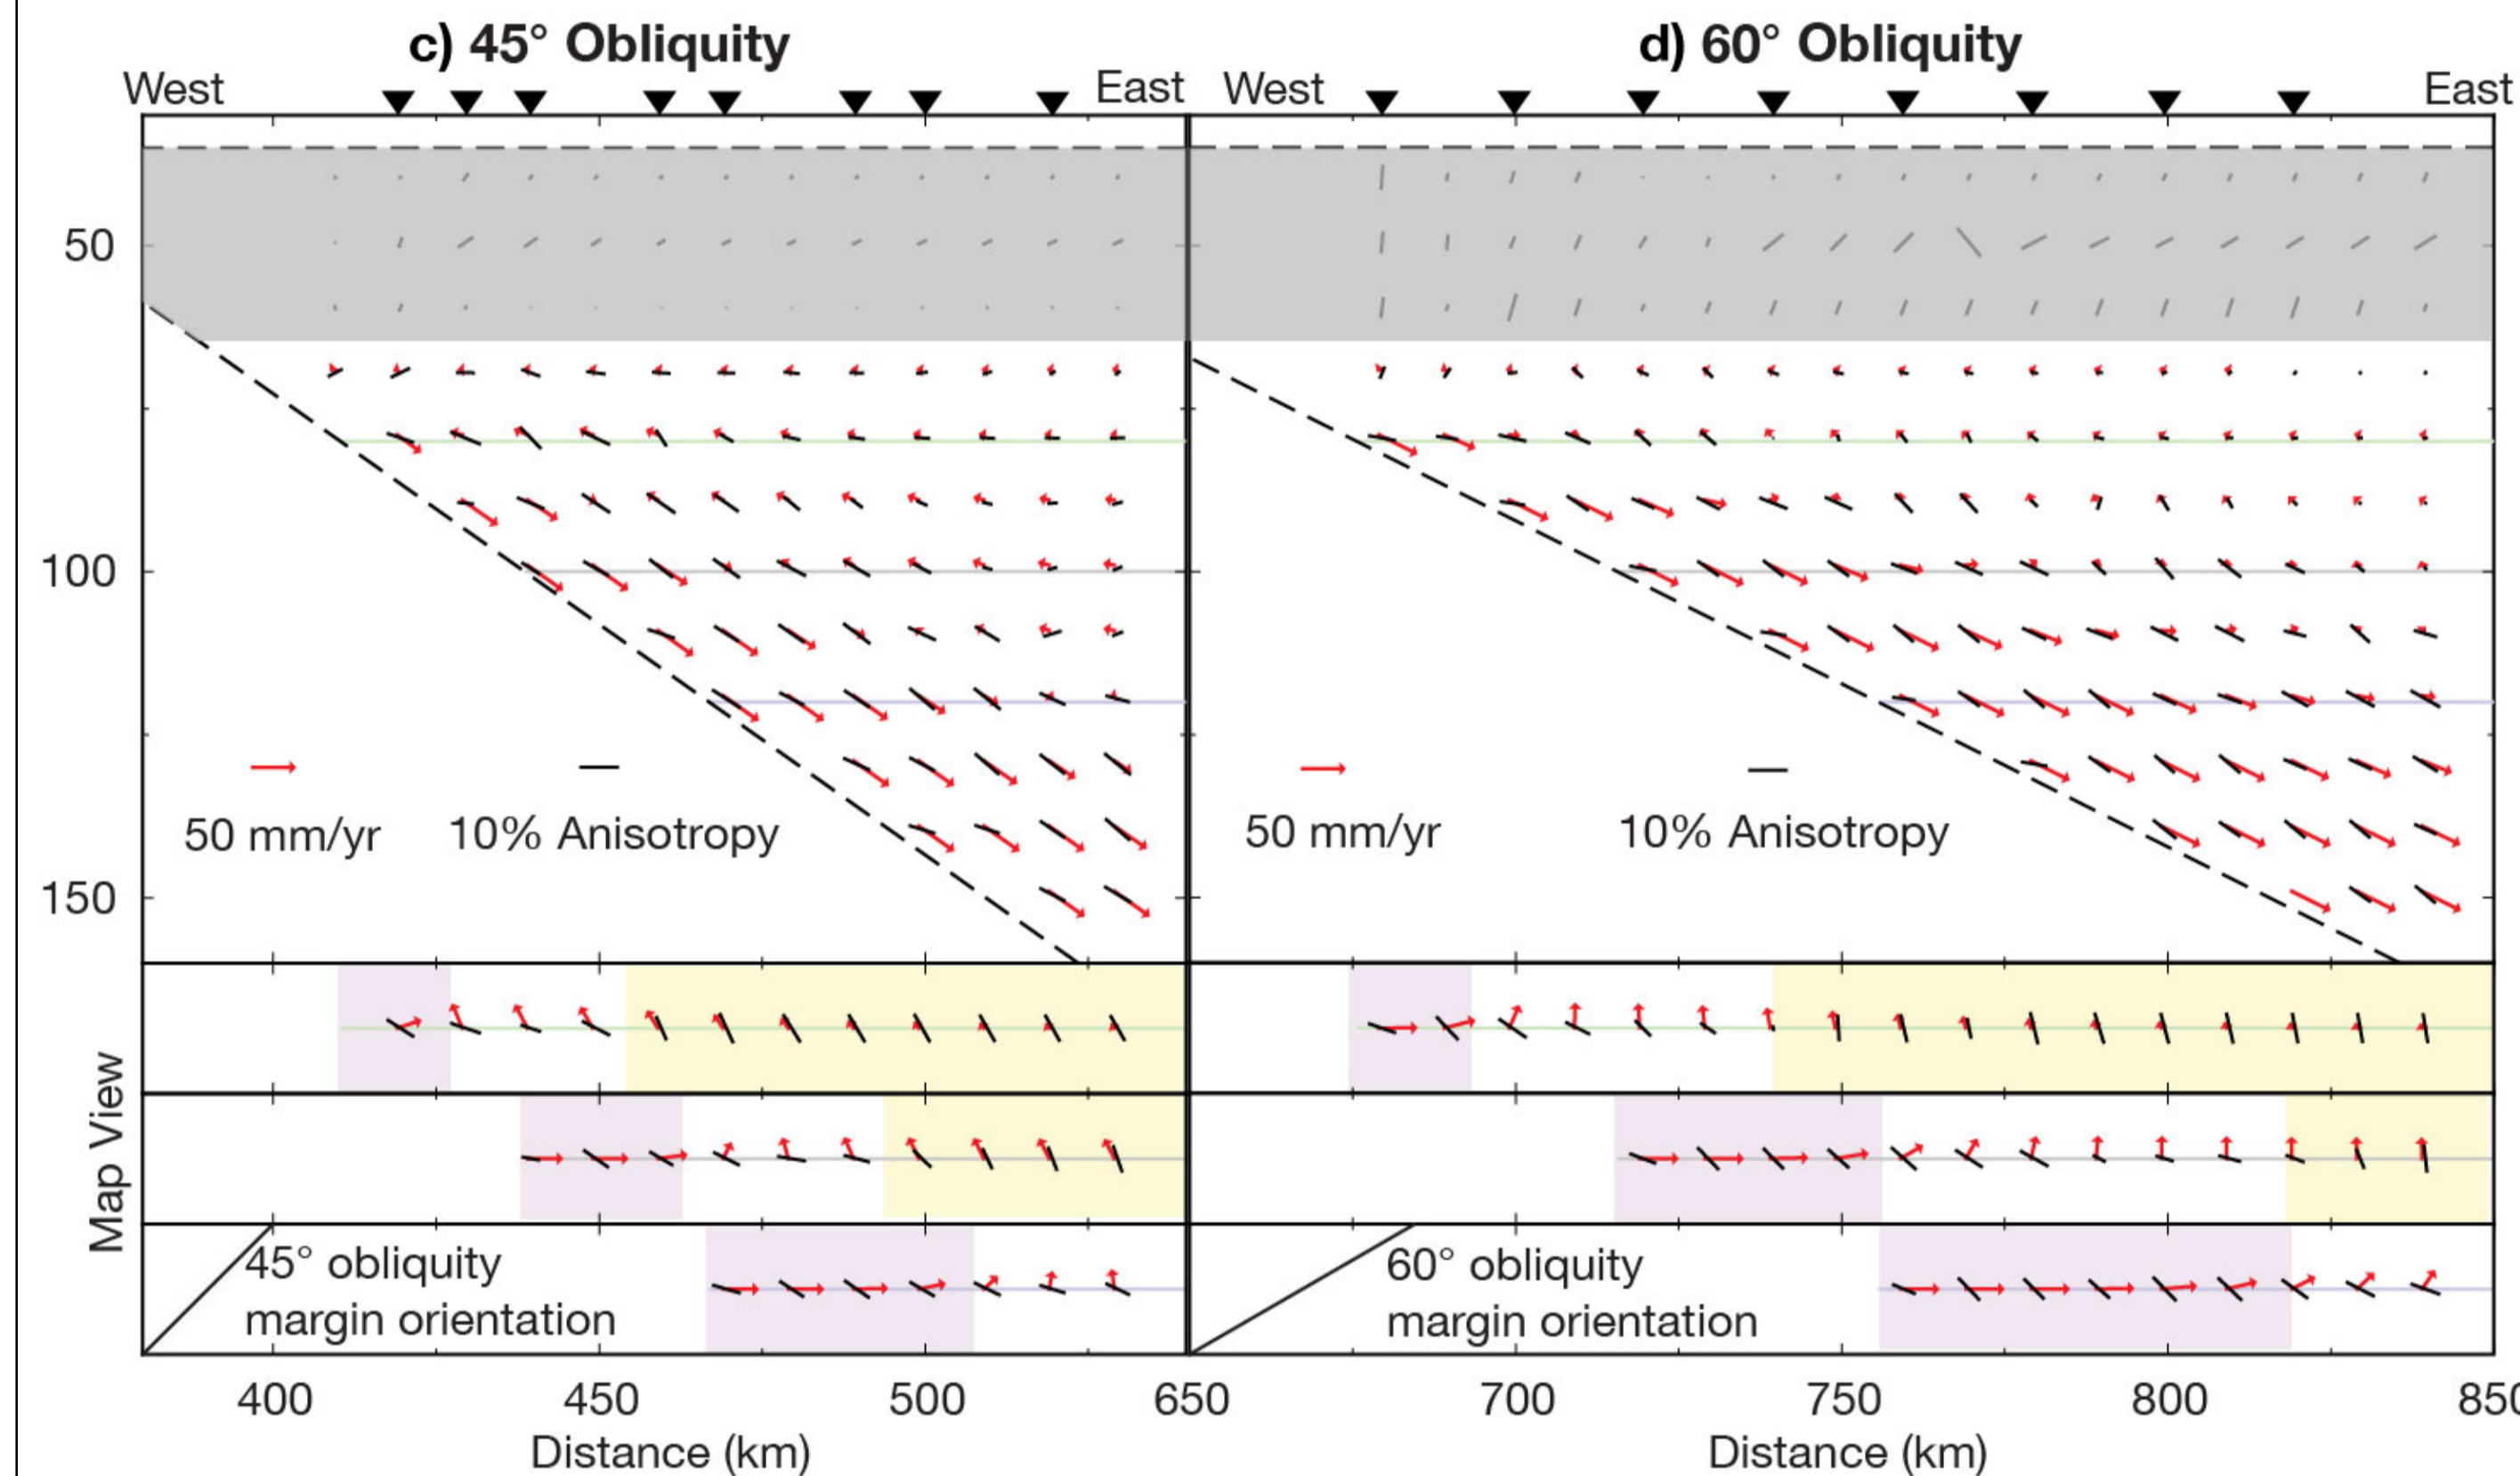 c) 45° Obliquity
d) 60° Obliquity
West
East
West
East
50
100
150
50 mm/yr
10% Anisotropy
50 mm/yr
10% Anisotropy
Map View
45° obliquity
margin orientation
60° obliquity
margin orientation
400
450
500
650
700
750
800
850
Distance (km)
Distance (km)